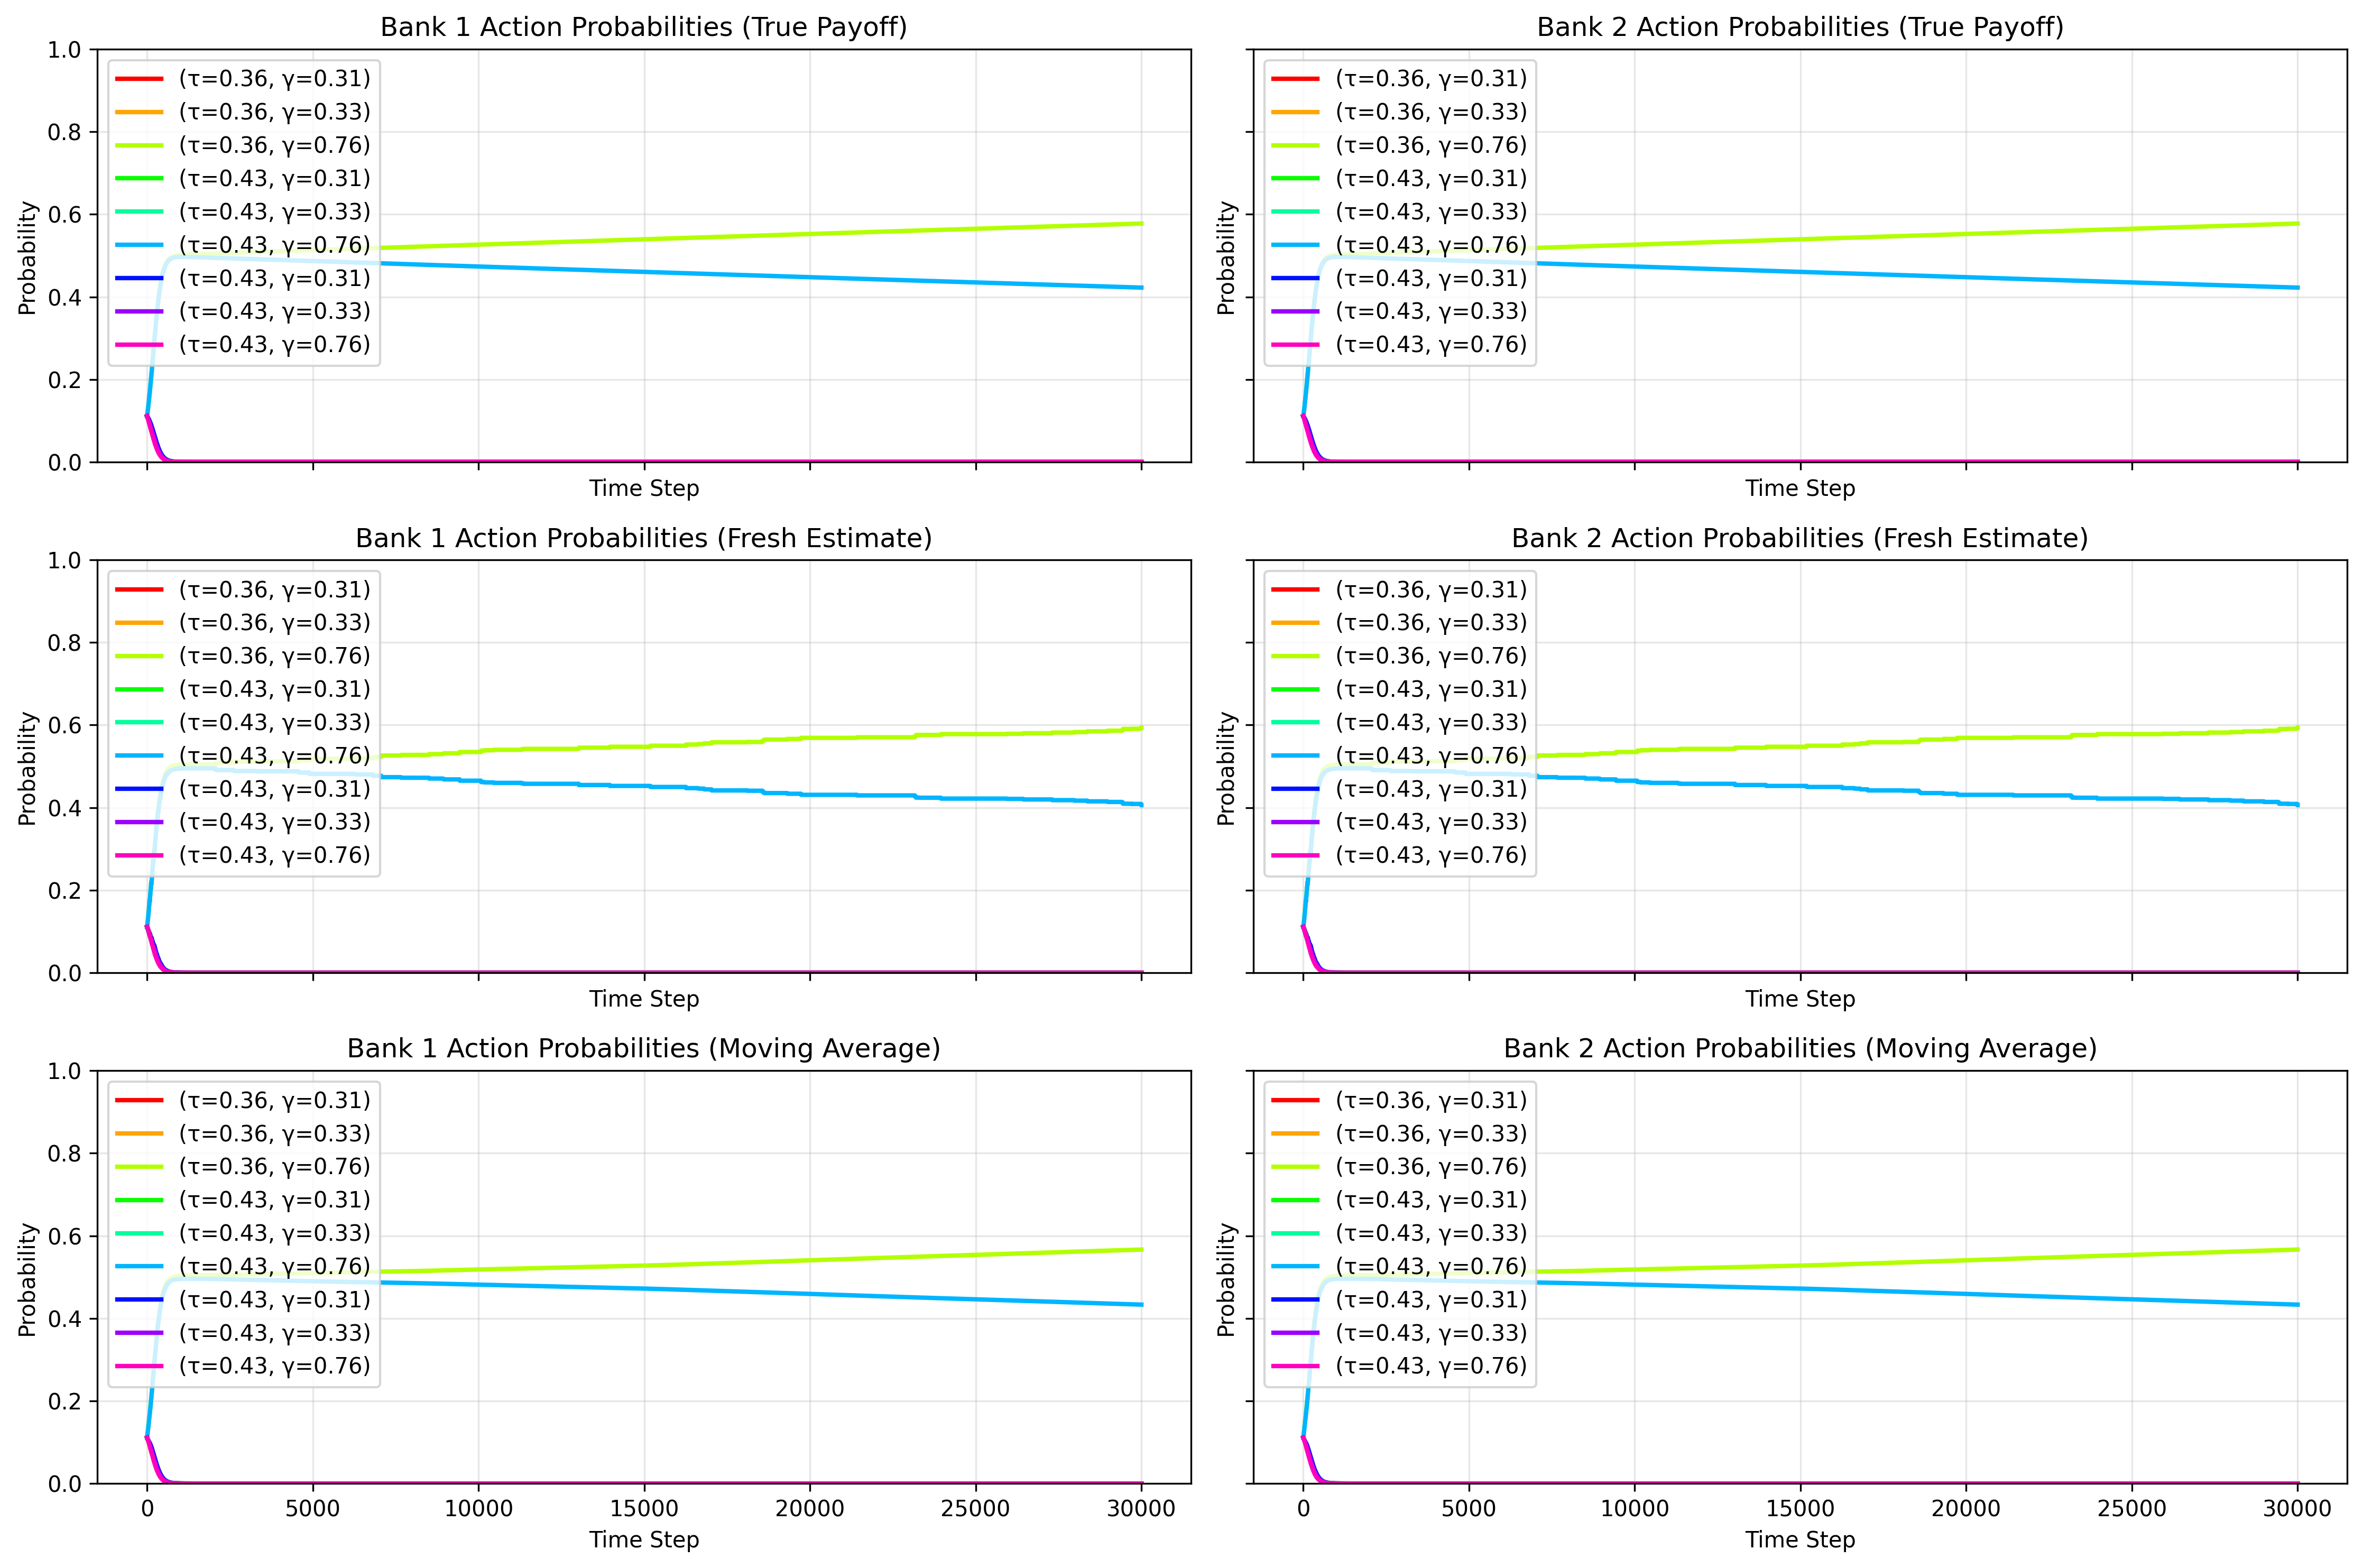 Bank 1 Action Probabilities (True Payoff)
Probability
1.0
0.8
0.6
0.4
0.2
0.0
(τ=0.36, γ=0.31)
(τ=0.36, γ=0.33)
(τ=0.36, γ=0.76)
(τ=0.43, γ=0.31)
(τ=0.43, γ=0.33)
(τ=0.43, γ=0.76)
(τ=0.43, γ=0.31)
(τ=0.43, γ=0.33)
(τ=0.43, γ=0.76)
Time Step
Bank 2 Action Probabilities (True Payoff)
Probability
(τ=0.36, γ=0.31)
(τ=0.36, γ=0.33)
(τ=0.36, γ=0.76)
(τ=0.43, γ=0.31)
(τ=0.43, γ=0.33)
(τ=0.43, γ=0.76)
(τ=0.43, γ=0.31)
(τ=0.43, γ=0.33)
(τ=0.43, γ=0.76)
Time Step
Bank 1 Action Probabilities (Fresh Estimate)
Probability
1.0
0.8
0.6
0.4
0.2
0.0
(τ=0.36, γ=0.31)
(τ=0.36, γ=0.33)
(τ=0.36, γ=0.76)
(τ=0.43, γ=0.31)
(τ=0.43, γ=0.33)
(τ=0.43, γ=0.76)
(τ=0.43, γ=0.31)
(τ=0.43, γ=0.33)
(τ=0.43, γ=0.76)
Time Step
Bank 2 Action Probabilities (Fresh Estimate)
Probability
(τ=0.36, γ=0.31)
(τ=0.36, γ=0.33)
(τ=0.36, γ=0.76)
(τ=0.43, γ=0.31)
(τ=0.43, γ=0.33)
(τ=0.43, γ=0.76)
(τ=0.43, γ=0.31)
(τ=0.43, γ=0.33)
(τ=0.43, γ=0.76)
Time Step
Bank 1 Action Probabilities (Moving Average)
Probability
1.0
0.8
0.6
0.4
0.2
0.0
(τ=0.36, γ=0.31)
(τ=0.36, γ=0.33)
(τ=0.36, γ=0.76)
(τ=0.43, γ=0.31)
(τ=0.43, γ=0.33)
(τ=0.43, γ=0.76)
(τ=0.43, γ=0.31)
(τ=0.43, γ=0.33)
(τ=0.43, γ=0.76)
0 5000 10000 15000 20000 25000 30000
Time Step
Bank 2 Action Probabilities (Moving Average)
Probability
(τ=0.36, γ=0.31)
(τ=0.36, γ=0.33)
(τ=0.36, γ=0.76)
(τ=0.43, γ=0.31)
(τ=0.43, γ=0.33)
(τ=0.43, γ=0.76)
(τ=0.43, γ=0.31)
(τ=0.43, γ=0.33)
(τ=0.43, γ=0.76)
0 5000 10000 15000 20000 25000 30000
Time Step